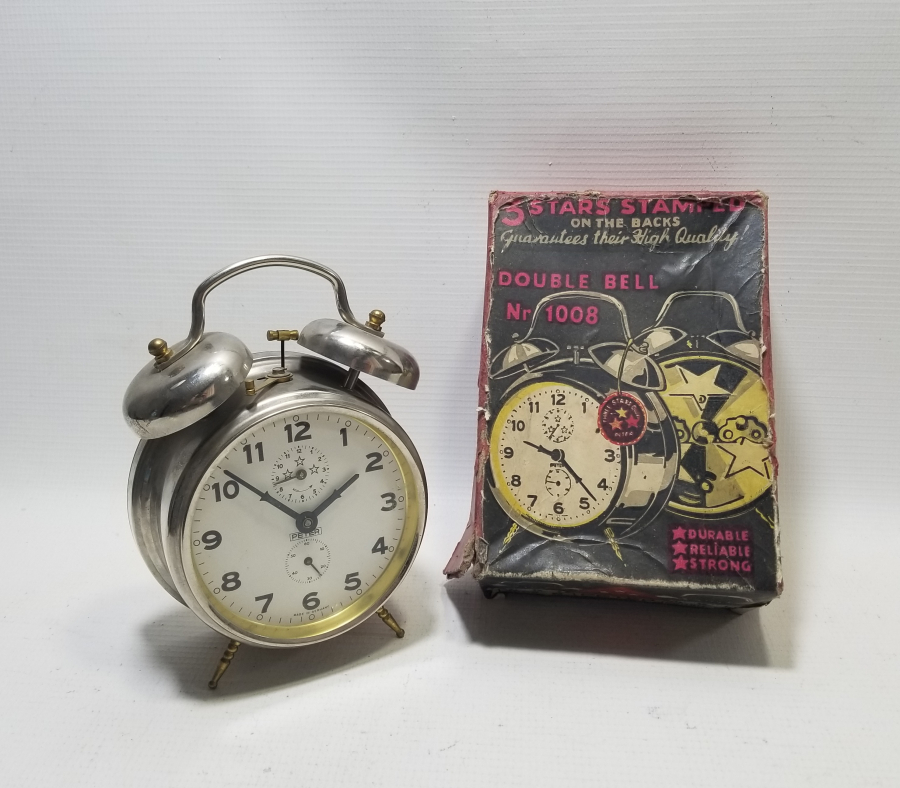 3 STARS STAMPED
ON THE BACKS
Guarantees their High Quality
DOUBLE BELL
Nr 1008
12
1
2
3
4
5
6
7
8
9
10
11
PETER
12
1
2
3
4
5
6
7
8
9
10
11
DURABLE
RELIABLE
STRONG